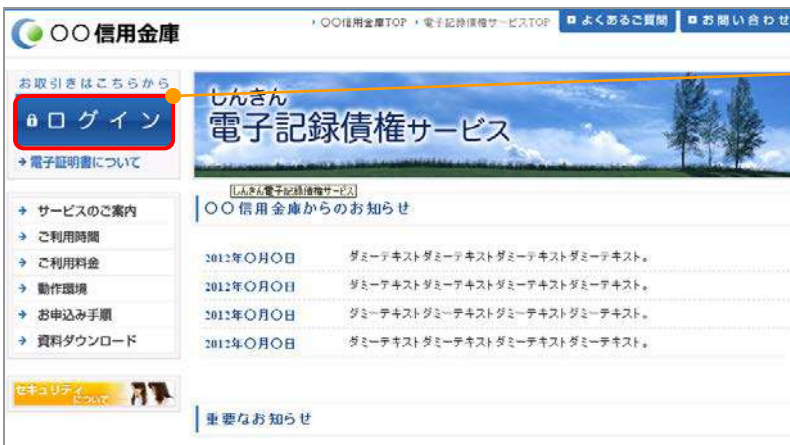 〇〇信用金庫
〇〇信用金庫TOP
電子記録債権サービスTOP
よくあるご質問
お問い合わせ
お取引きはこちらから
ログイン
電子証明書について
しんきん
電子記録債権サービス
しんきん電子記録債権サービス
サービスのご案内
ご利用時間
ご利用料金
動作環境
お申込み手順
資料ダウンロード
セキュリティ
について
〇〇信用金庫からのお知らせ
2012年〇月〇日 ダミーテキストダミーテキストダミーテキストダミーテキスト。
2012年〇月〇日 ダミーテキストダミーテキストダミーテキストダミーテキスト。
2012年〇月〇日 ダミーテキストダミーテキストダミーテキストダミーテキスト。
2012年〇月〇日 ダミーテキストダミーテキストダミーテキストダミーテキスト。
重要なお知らせ